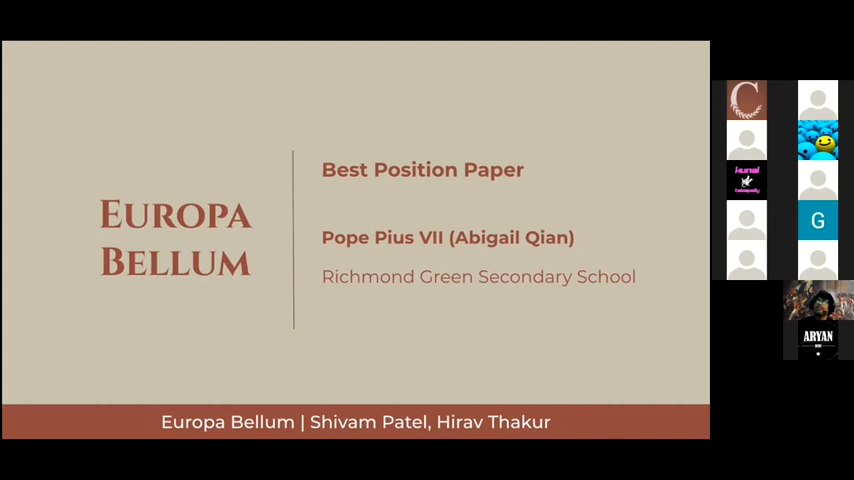 EUROPA
BELLUM
Best Position Paper
Pope Pius VII (Abigail Qian)
Richmond Green Secondary School
Europa Bellum | Shivam Patel, Hirav Thakur
C
kunal
G
ARYAN